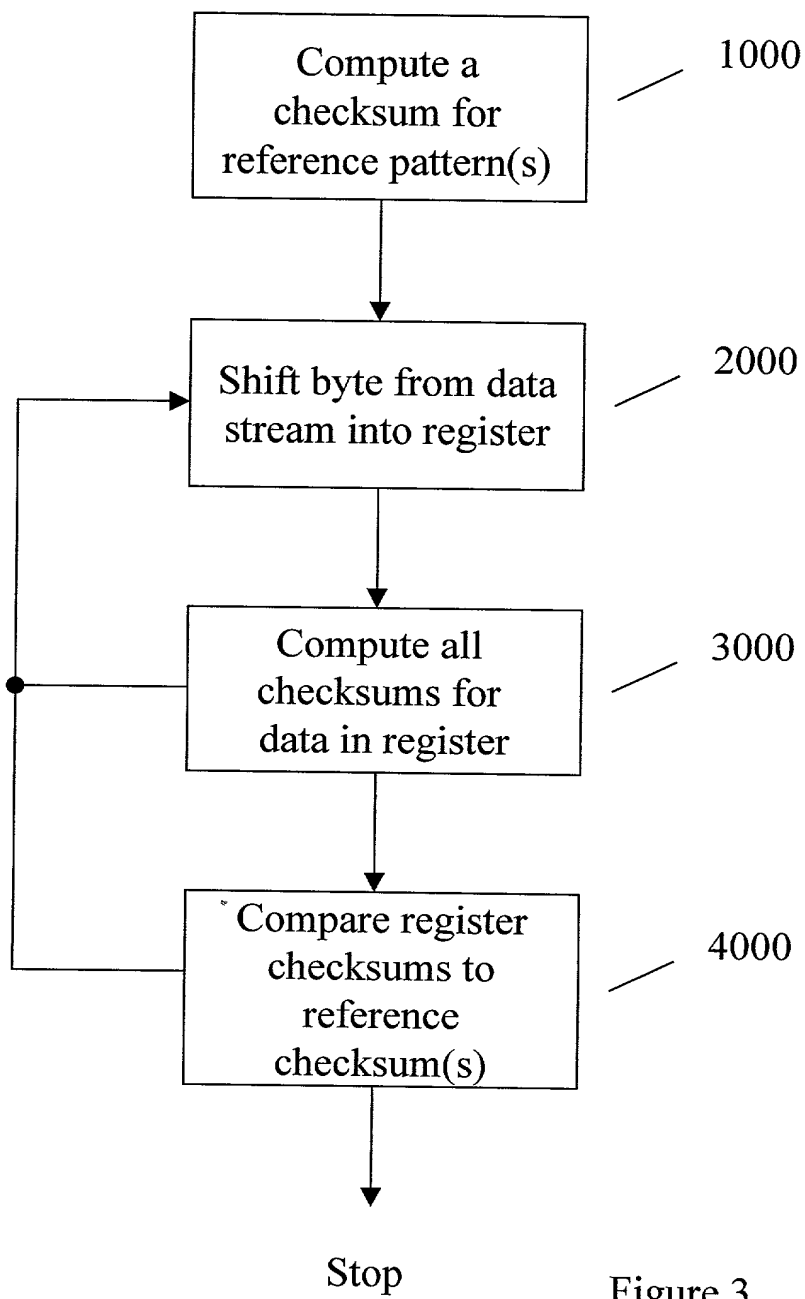 Compute a
checksum for
reference pattern(s)
1000
Shift byte from data
stream into register
2000
Compute all
checksums for
data in register
3000
Compare register
checksums to
reference
checksum(s)
4000
Stop
Figure 3